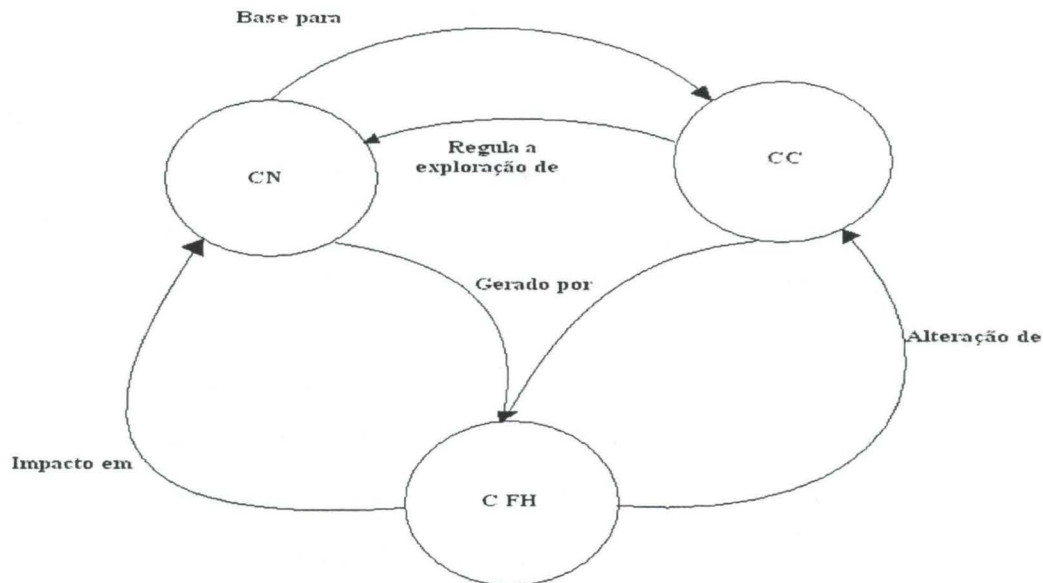 Base para
CN
CC
Regula a
exploração de
Gerado por
Alteração de
Impacto em
C FH